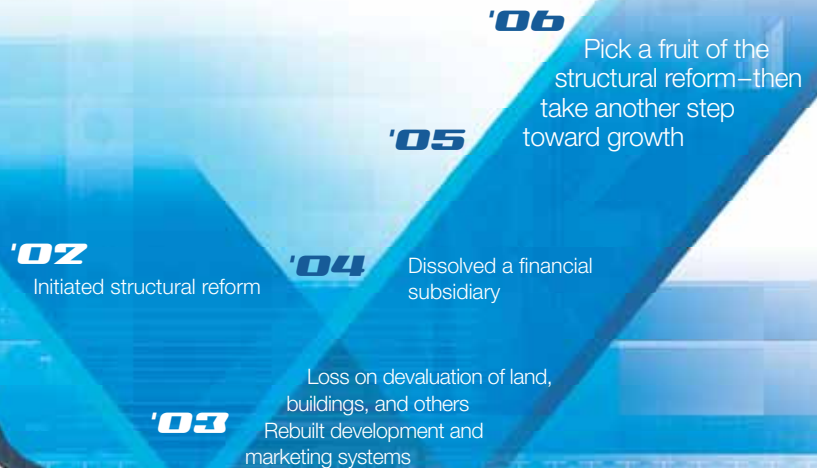 '06
Pick a fruit of the
structural reform–then
take another step
toward growth
'05
'02
Initiated structural reform
'04
Dissolved a financial
subsidiary
'03
Loss on devaluation of land,
buildings, and others
Rebuilt development and
marketing systems